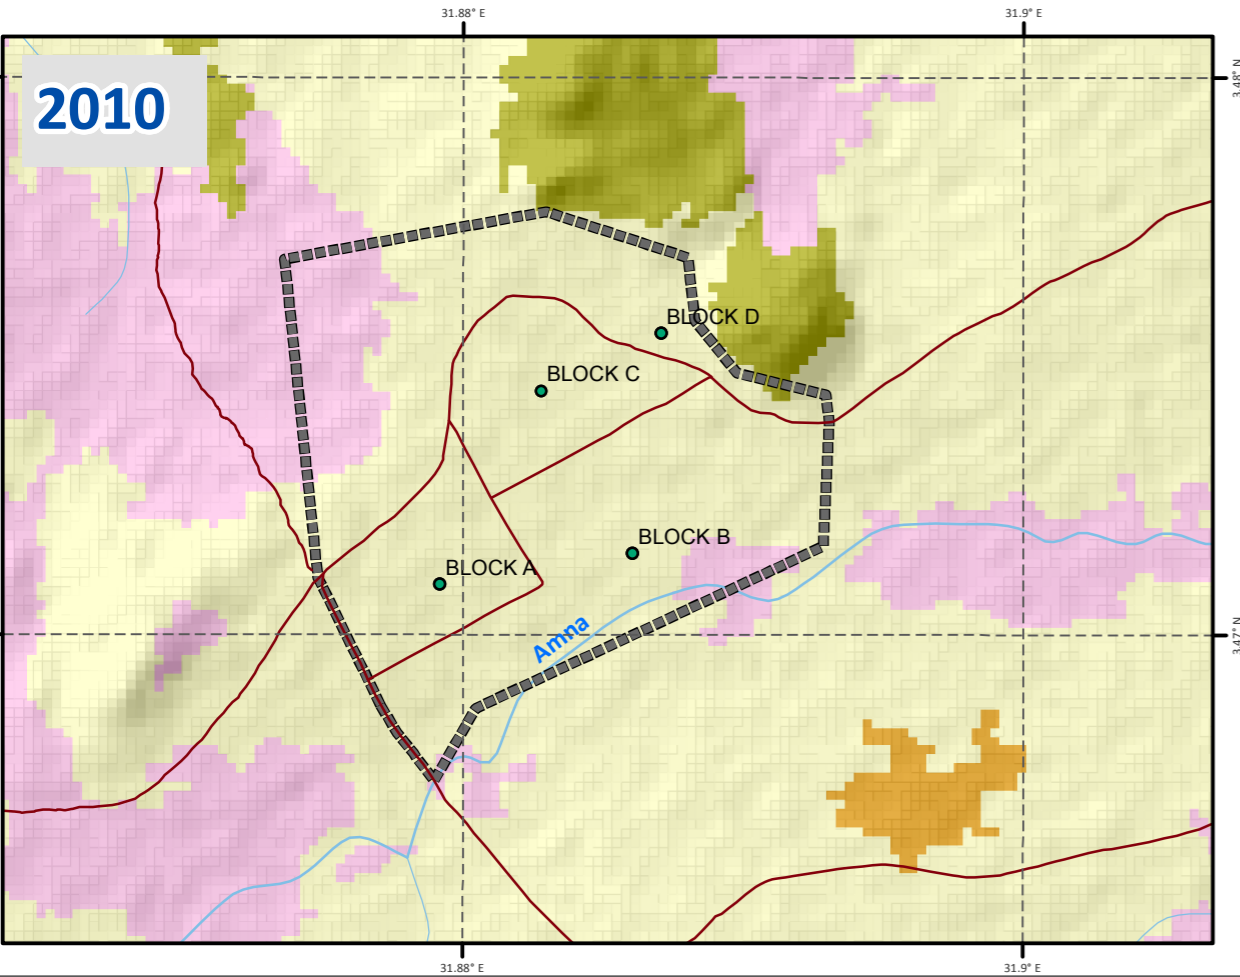 31.88° E
31.9° E
3.48° N
2010
BLOCK D
BLOCK C
BLOCK B
BLOCK A
Amna
3.47° N
31.88° E
31.9° E